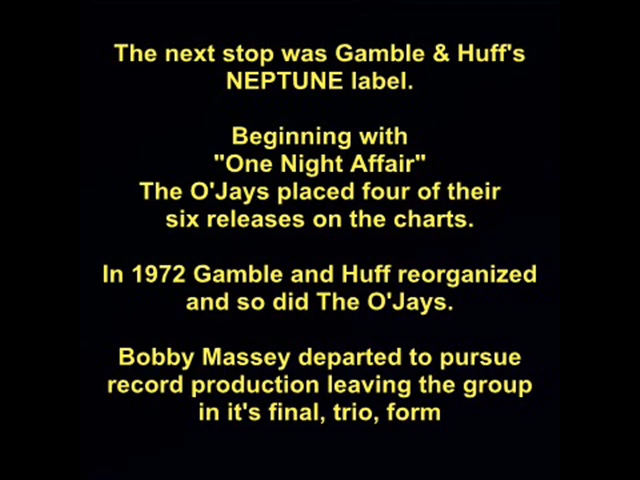 The next stop was Gamble & Huff's
NEPTUNE label.
Beginning with
"One Night Affair"
The O'Jays placed four of their
six releases on the charts.
In 1972 Gamble and Huff reorganized
and so did The O'Jays.
Bobby Massey departed to pursue
record production leaving the group
in it's final, trio, form